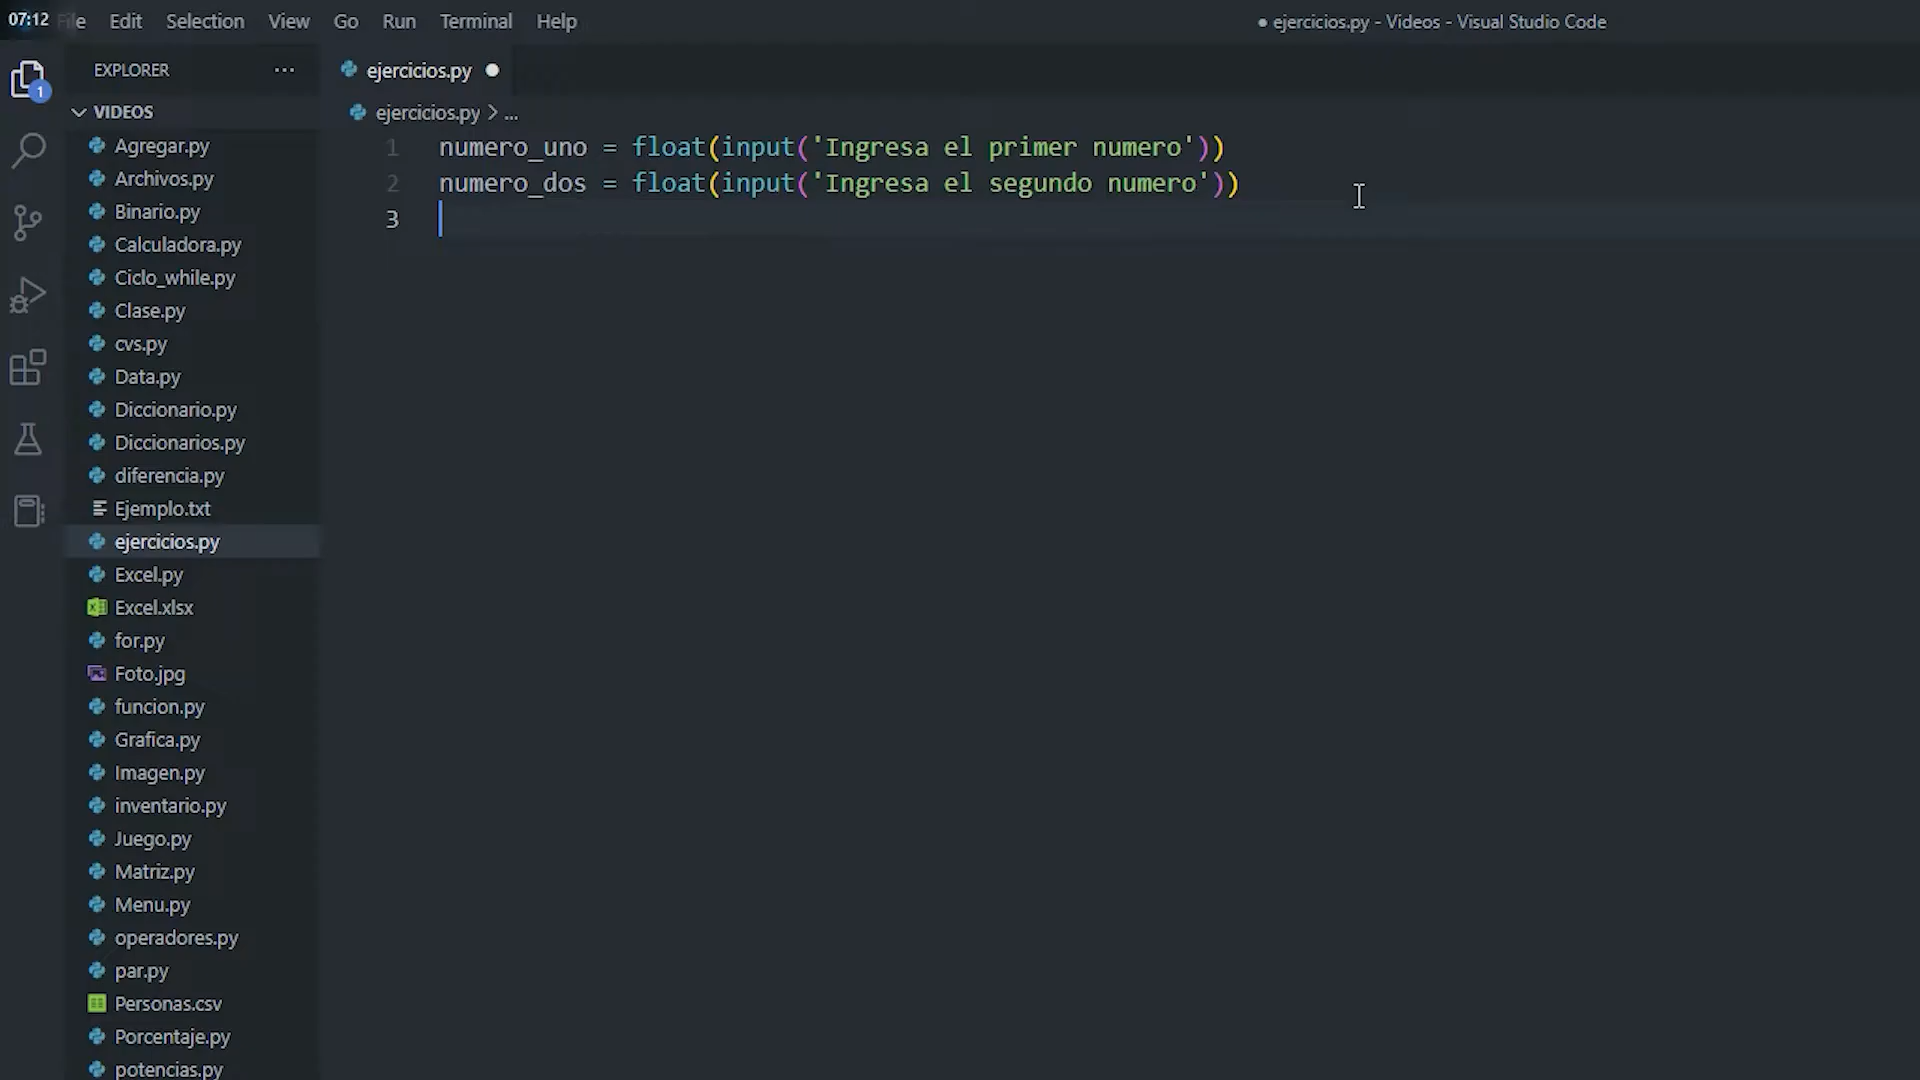 07:12 File Edit Selection View Go Run Terminal Help ● ejercicios.py - Videos - Visual Studio Code
EXPLORER ...
ejercicios.py ●
1
VIDEOS
ejercicios.py > ...
Agregar.py
Archivos.py
Binario.py
Calculadora.py
Ciclo_while.py
Clase.py
cvs.py
Data.py
Diccionario.py
Diccionarios.py
diferencia.py
Ejemplo.txt
ejercicios.py
Excel.py
Excel.xlsx
for.py
Foto.jpg
funcion.py
Grafica.py
Imagen.py
inventario.py
Juego.py
Matriz.py
Menu.py
operadores.py
par.py
Personas.csv
Porcentaje.py
potencias.py
1 numero_uno = float(input('Ingresa el primer numero'))
2 numero_dos = float(input('Ingresa el segundo numero'))
3